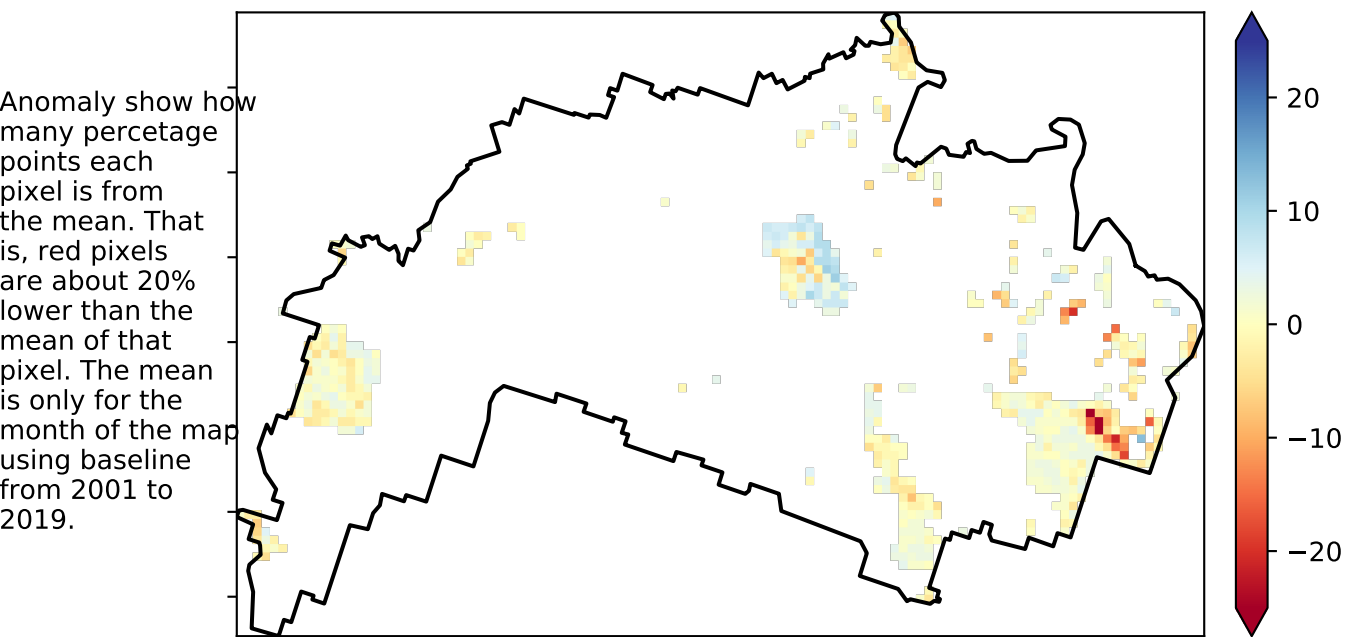 Anomaly show how
many percetage
points each
pixel is from
the mean. That
is, red pixels
are about 20%
lower than the
mean of that
pixel. The mean
is only for the
month of the map
using baseline
from 2001 to
2019.
20
10
0
−10
−20